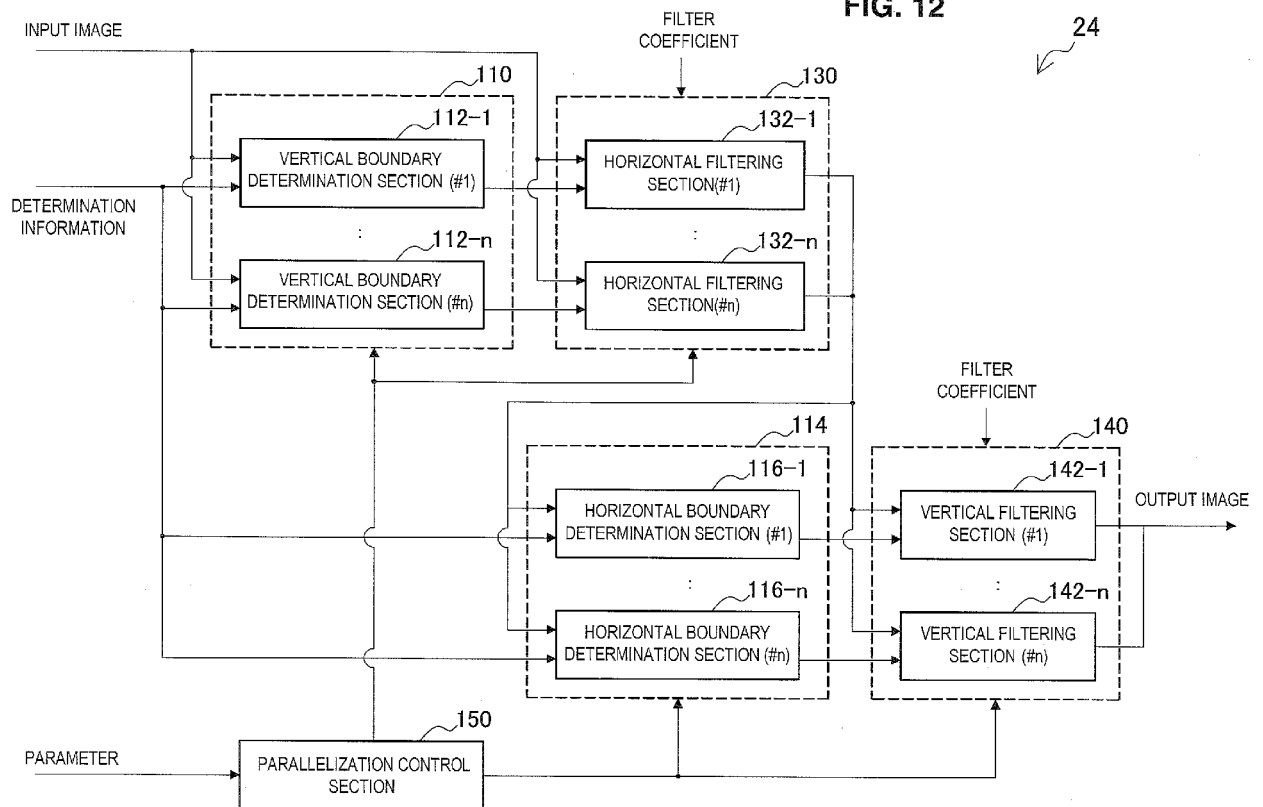 FIG. 12
24
INPUT IMAGE
FILTER
COEFFICIENT
110
130
112-1
VERTICAL BOUNDARY
DETERMINATION SECTION (#1)
132-1
HORIZONTAL FILTERING
SECTION(#1)
DETERMINATION
INFORMATION
:
:
112-n
VERTICAL BOUNDARY
DETERMINATION SECTION (#n)
132-n
HORIZONTAL FILTERING
SECTION(#n)
FILTER
COEFFICIENT
114
140
116-1
HORIZONTAL BOUNDARY
DETERMINATION SECTION (#1)
142-1
VERTICAL FILTERING
SECTION (#1)
OUTPUT IMAGE
:
:
116-n
HORIZONTAL BOUNDARY
DETERMINATION SECTION (#n)
142-n
VERTICAL FILTERING
SECTION (#n)
150
PARAMETER
PARALLELIZATION CONTROL
SECTION